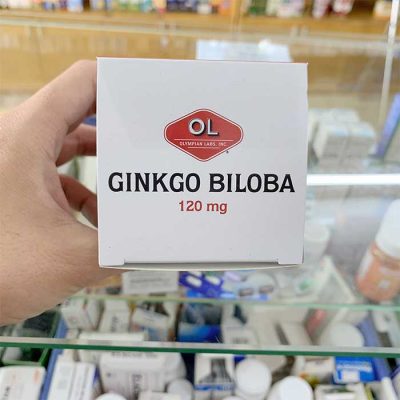 OL
OLYMPIAN LABS, INC.
GINKGO BILOBA
120 mg